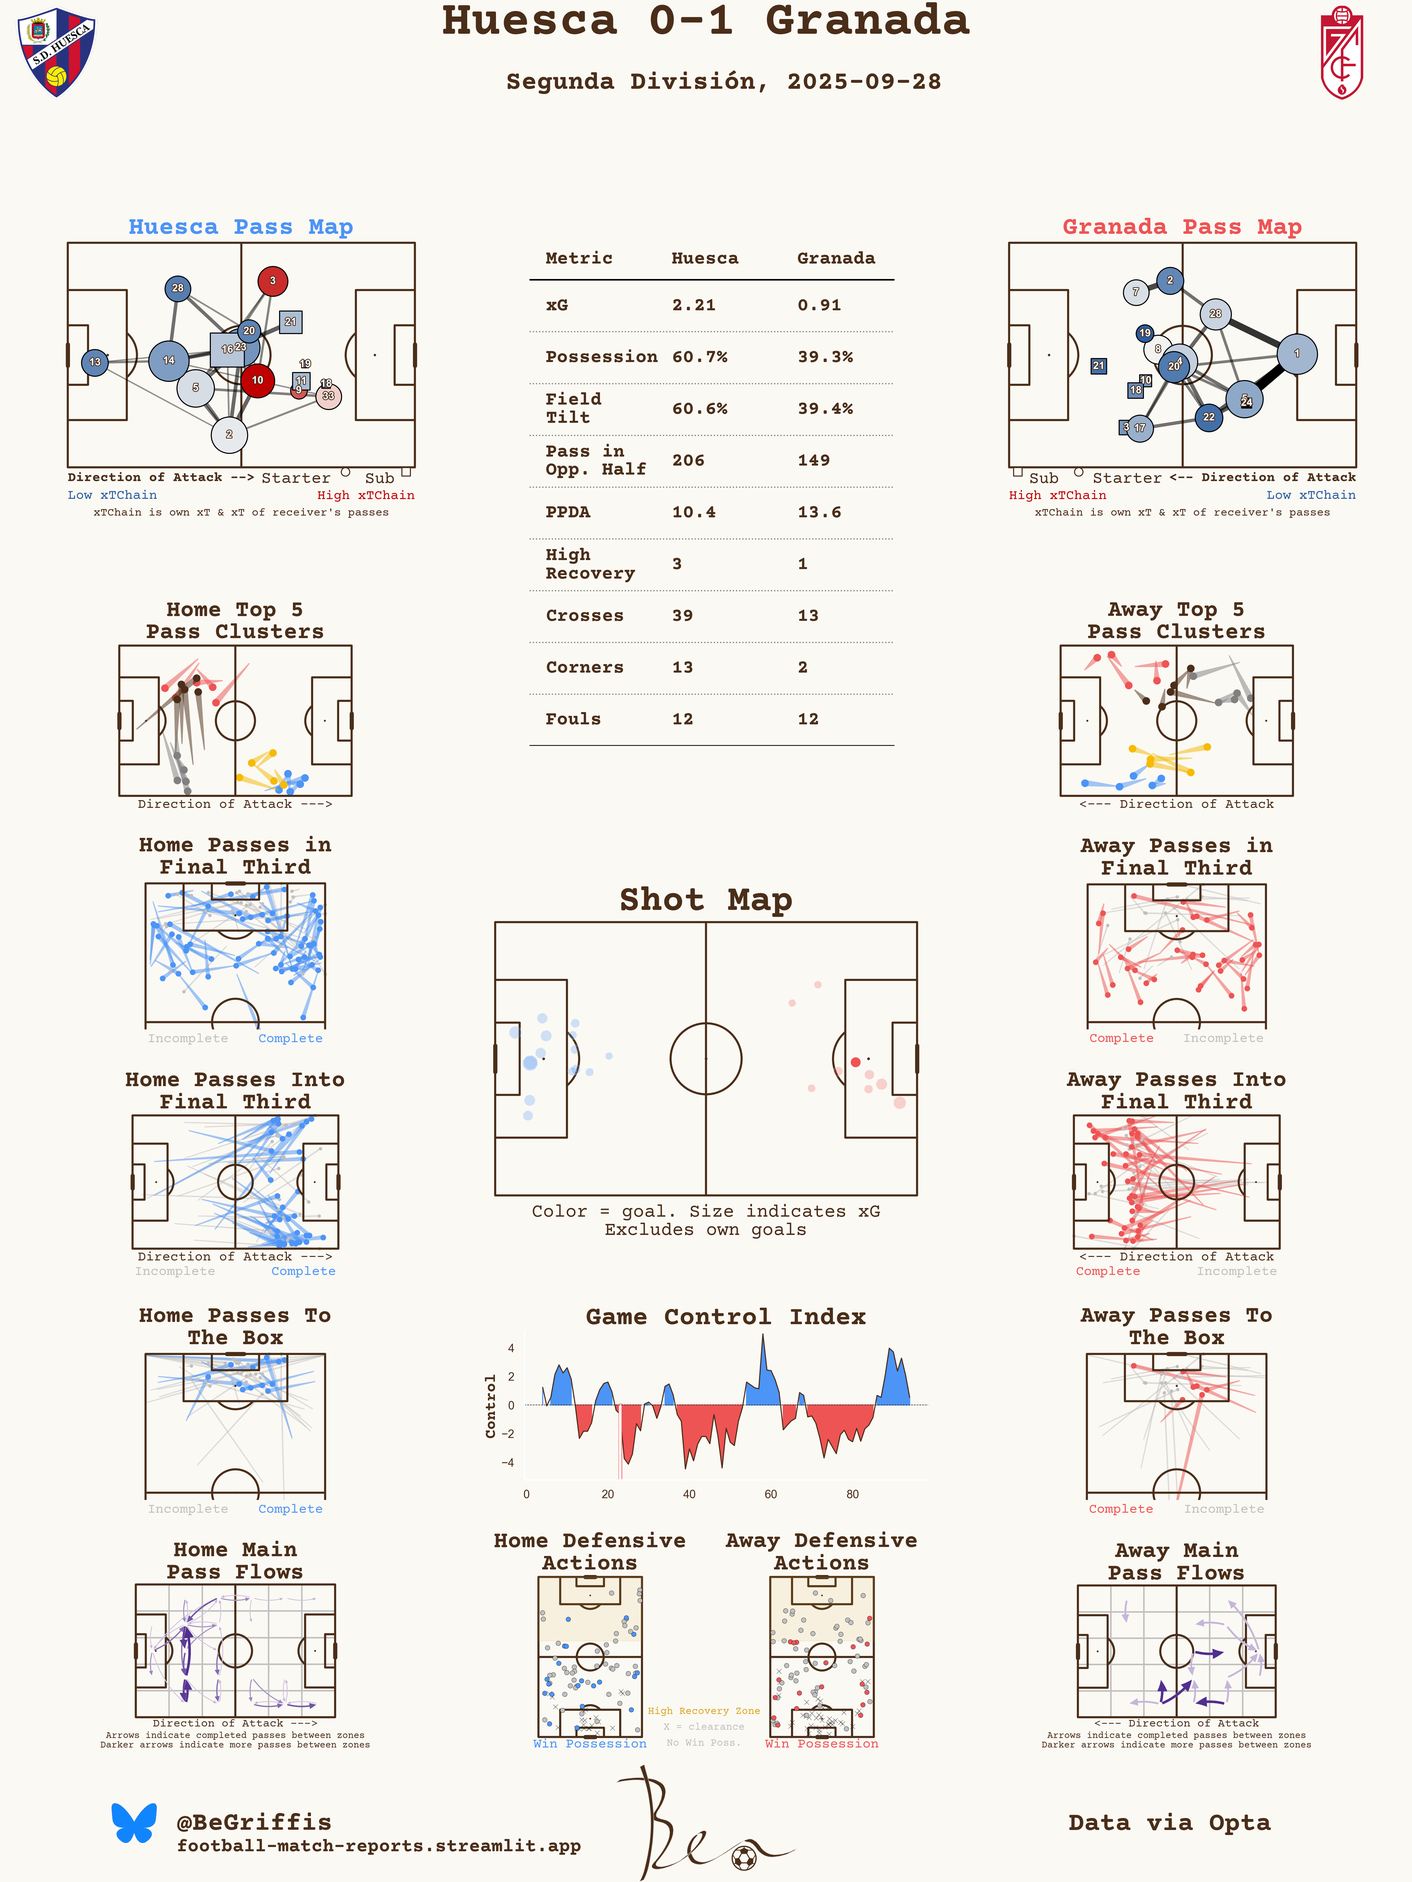 Huesca 0-1 Granada
Segunda División, 2025-09-28
S.D. HUESCA
Huesca Pass Map
28
3
21
20
16
23
13
14
19
5
10
11
9
18
33
2
Direction of Attack --> Starter Sub
Low xTChain High xTChain
xTChain is own xT & xT of receiver's passes
Metric Huesca Granada
xG 2.21 0.91
Possession 60.7% 39.3%
Field
Tilt 60.6% 39.4%
Pass in
Opp. Half 206 149
PPDA 10.4 13.6
High
Recovery 3 1
Crosses 39 13
Corners 13 2
Fouls 12 12
Granada Pass Map
2
7
28
19
8
1
4
21
20
10
18
24
22
3
17
Sub Starter <-- Direction of Attack
High xTChain Low xTChain
xTChain is own xT & xT of receiver's passes
Home Top 5
Pass Clusters
Direction of Attack --->
Away Top 5
Pass Clusters
<--- Direction of Attack
Home Passes in
Final Third
Incomplete Complete
Away Passes in
Final Third
Complete Incomplete
Shot Map
Color = goal. Size indicates xG
Excludes own goals
Home Passes Into
Final Third
Direction of Attack --->
Incomplete Complete
Away Passes Into
Final Third
<--- Direction of Attack
Complete Incomplete
Home Passes To
The Box
Incomplete Complete
Game Control Index
Control
4
2
0
−2
−4
0 20 40 60 80
Away Passes To
The Box
Complete Incomplete
Home Main
Pass Flows
Direction of Attack --->
Arrows indicate completed passes between zones
Darker arrows indicate more passes between zones
Home Defensive
Actions
Win Possession
High Recovery Zone
X = clearance
No Win Poss.
Away Defensive
Actions
Win Possession
Away Main
Pass Flows
<--- Direction of Attack
Arrows indicate completed passes between zones
Darker arrows indicate more passes between zones
@BeGriffis
football-match-reports.streamlit.app
Ben
Data via Opta